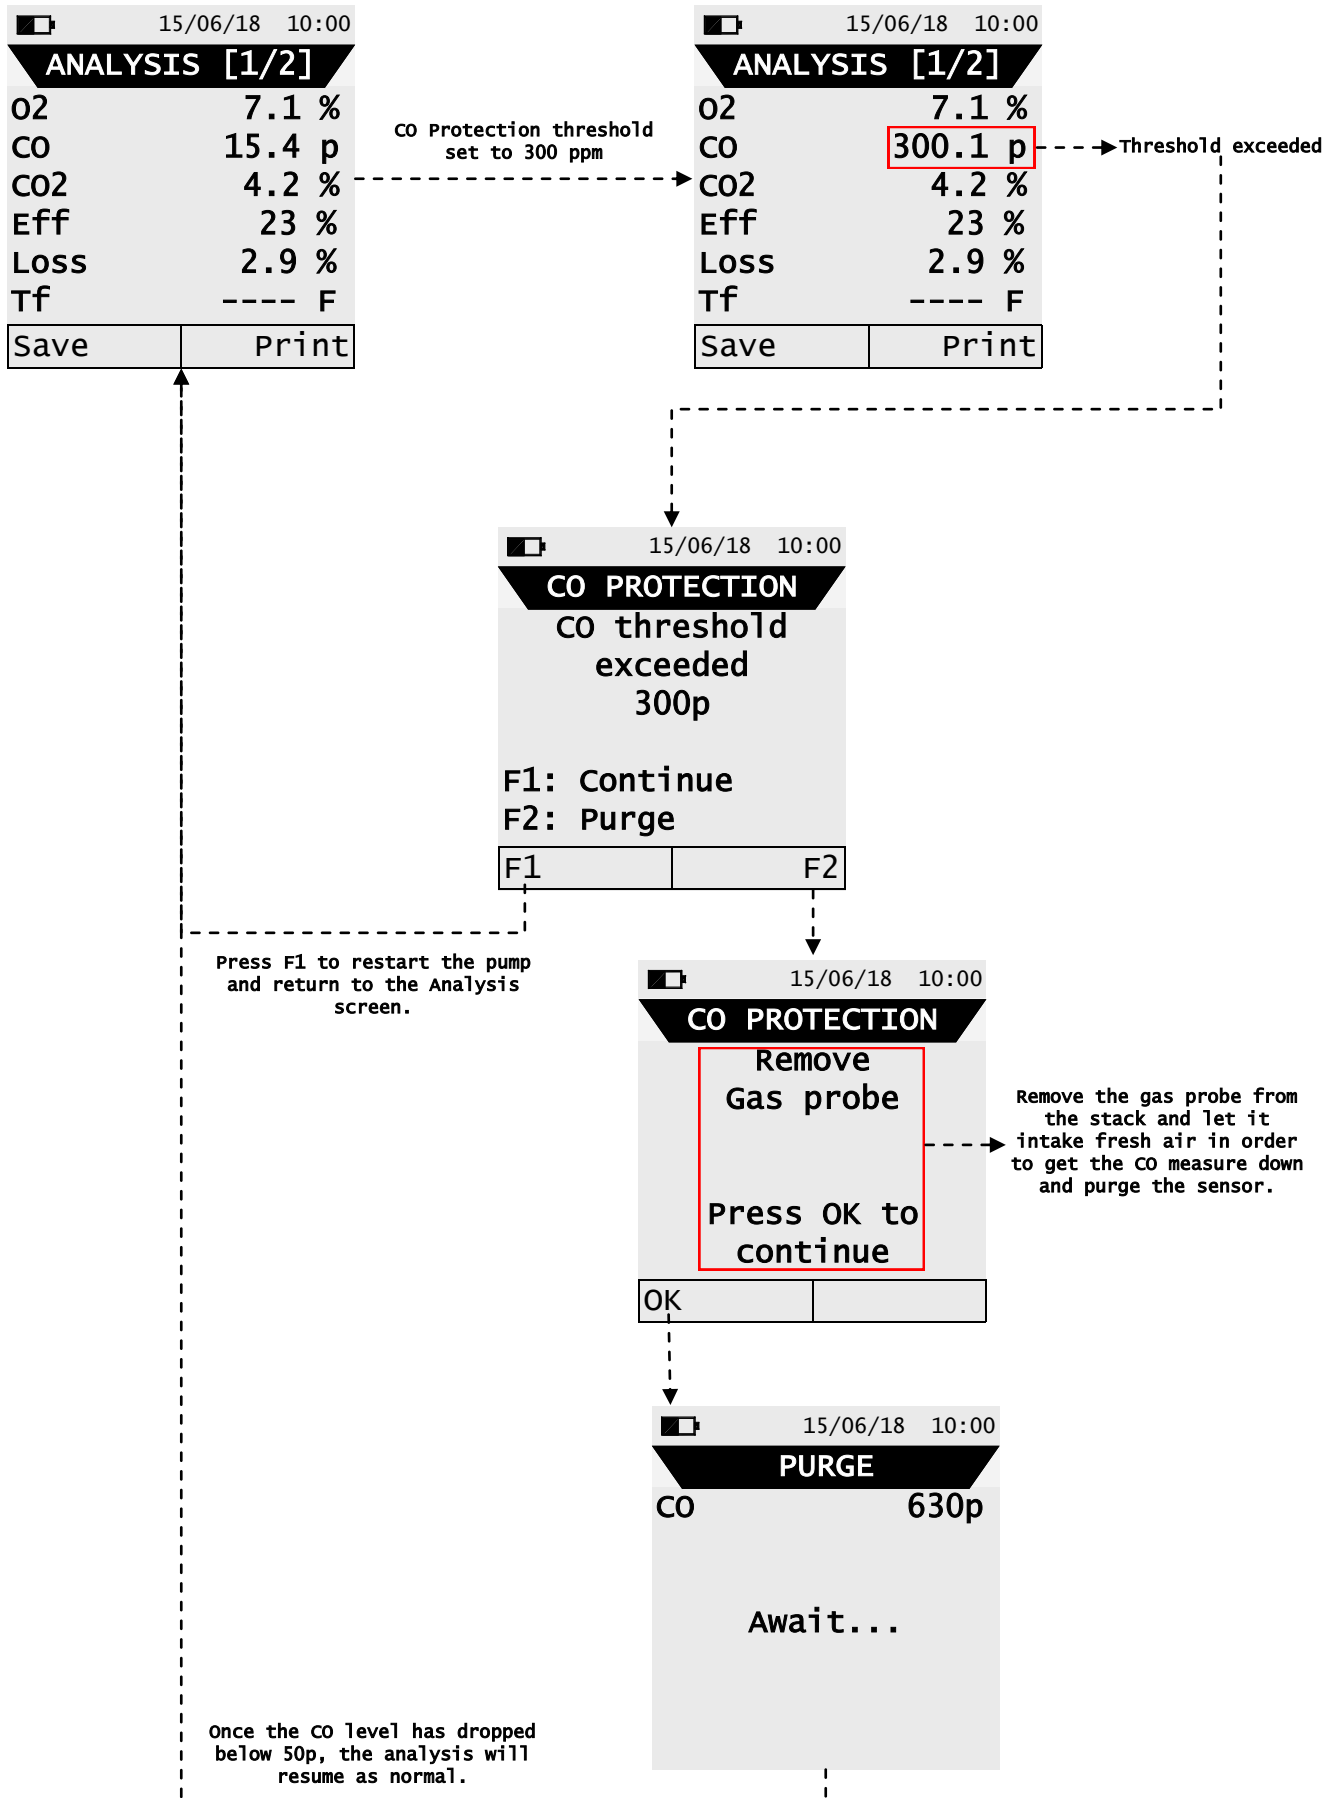 15/06/18 10:00
ANALYSIS [1/2]
O2 7.1 %
CO 15.4 p
CO2 4.2 %
Eff 23 %
Loss 2.9 %
Tf ---- F
Save Print
CO Protection threshold
set to 300 ppm
15/06/18 10:00
ANALYSIS [1/2]
O2 7.1 %
CO 300.1 p
CO2 4.2 %
Eff 23 %
Loss 2.9 %
Tf ---- F
Save Print
Threshold exceeded
15/06/18 10:00
CO PROTECTION
CO threshold
exceeded
300p
F1: Continue
F2: Purge
F1 F2
Press F1 to restart the pump
and return to the Analysis
screen.
15/06/18 10:00
CO PROTECTION
Remove
Gas probe
Press OK to
continue
OK
Remove the gas probe from
the stack and let it
intake fresh air in order
to get the CO measure down
and purge the sensor.
15/06/18 10:00
PURGE
CO 630p
Await...
Once the CO level has dropped
below 50p, the analysis will
resume as normal.